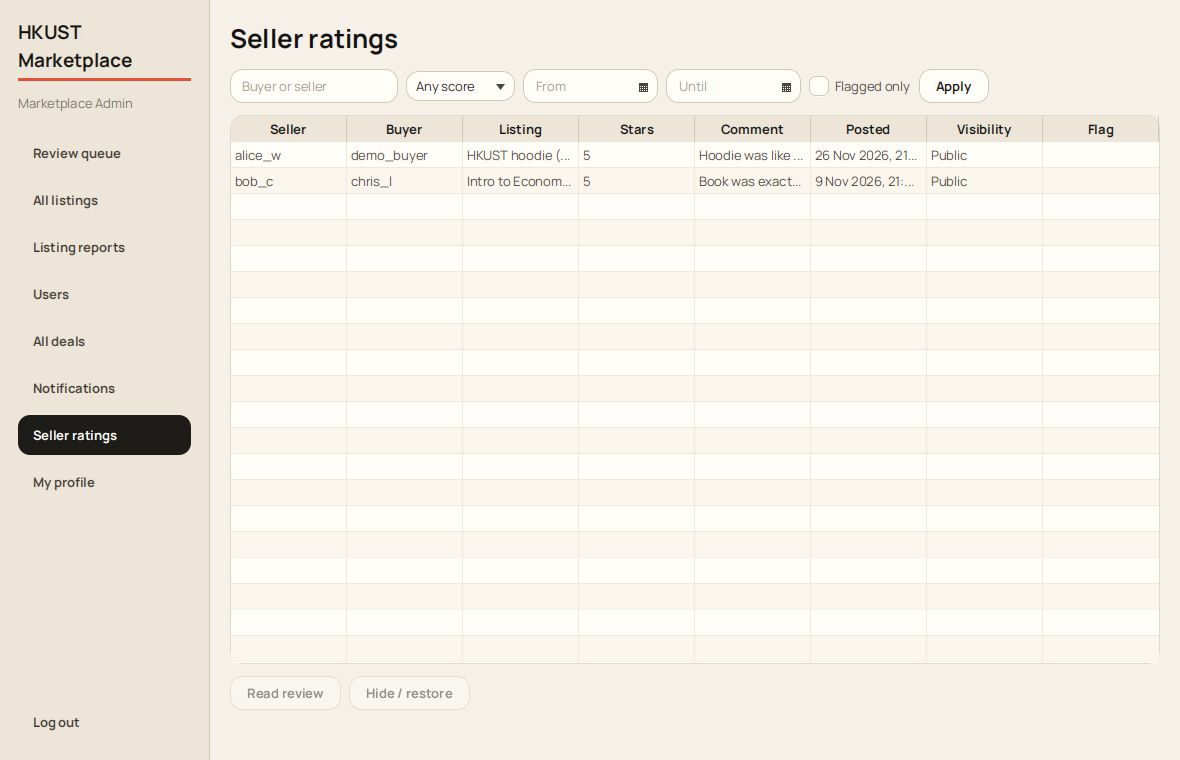 HKUST
Marketplace
Marketplace Admin
Review queue
All listings
Listing reports
Users
All deals
Notifications
Seller ratings
My profile
Log out
Seller ratings
Buyer or seller
Any score
From
Until
Flagged only
Apply
Seller Buyer Listing Stars Comment Posted Visibility Flag
alice_w demo_buyer HKUST hoodie (... 5 Hoodie was like ... 26 Nov 2026, 21... Public
bob_c chris_l Intro to Econom... 5 Book was exact... 9 Nov 2026, 21:... Public
Read review
Hide / restore